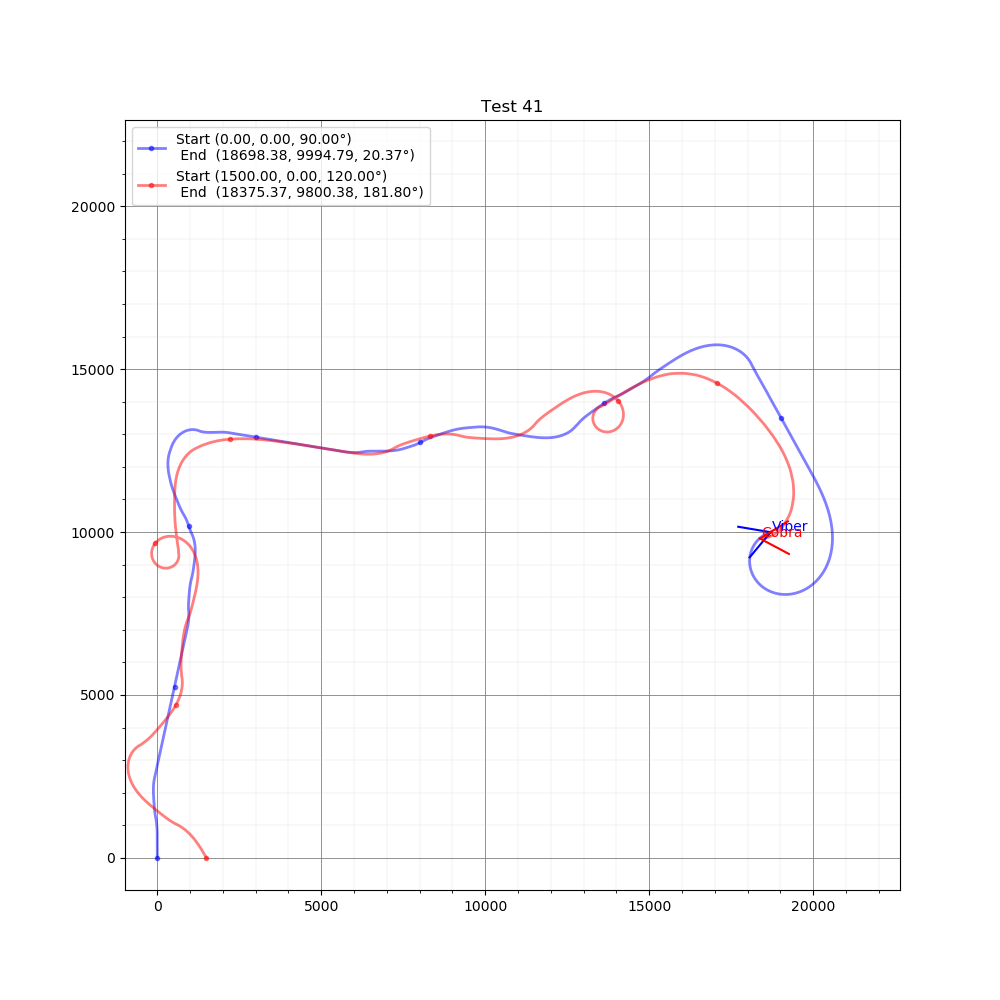 Test 41
Start (0.00, 0.00, 90.00°)
End  (18698.38, 9994.79, 20.37°)
Start (1500.00, 0.00, 120.00°)
End  (18375.37, 9800.38, 181.80°)
20000
15000
10000
5000
0
Viper
Cobra
0
5000
10000
15000
20000